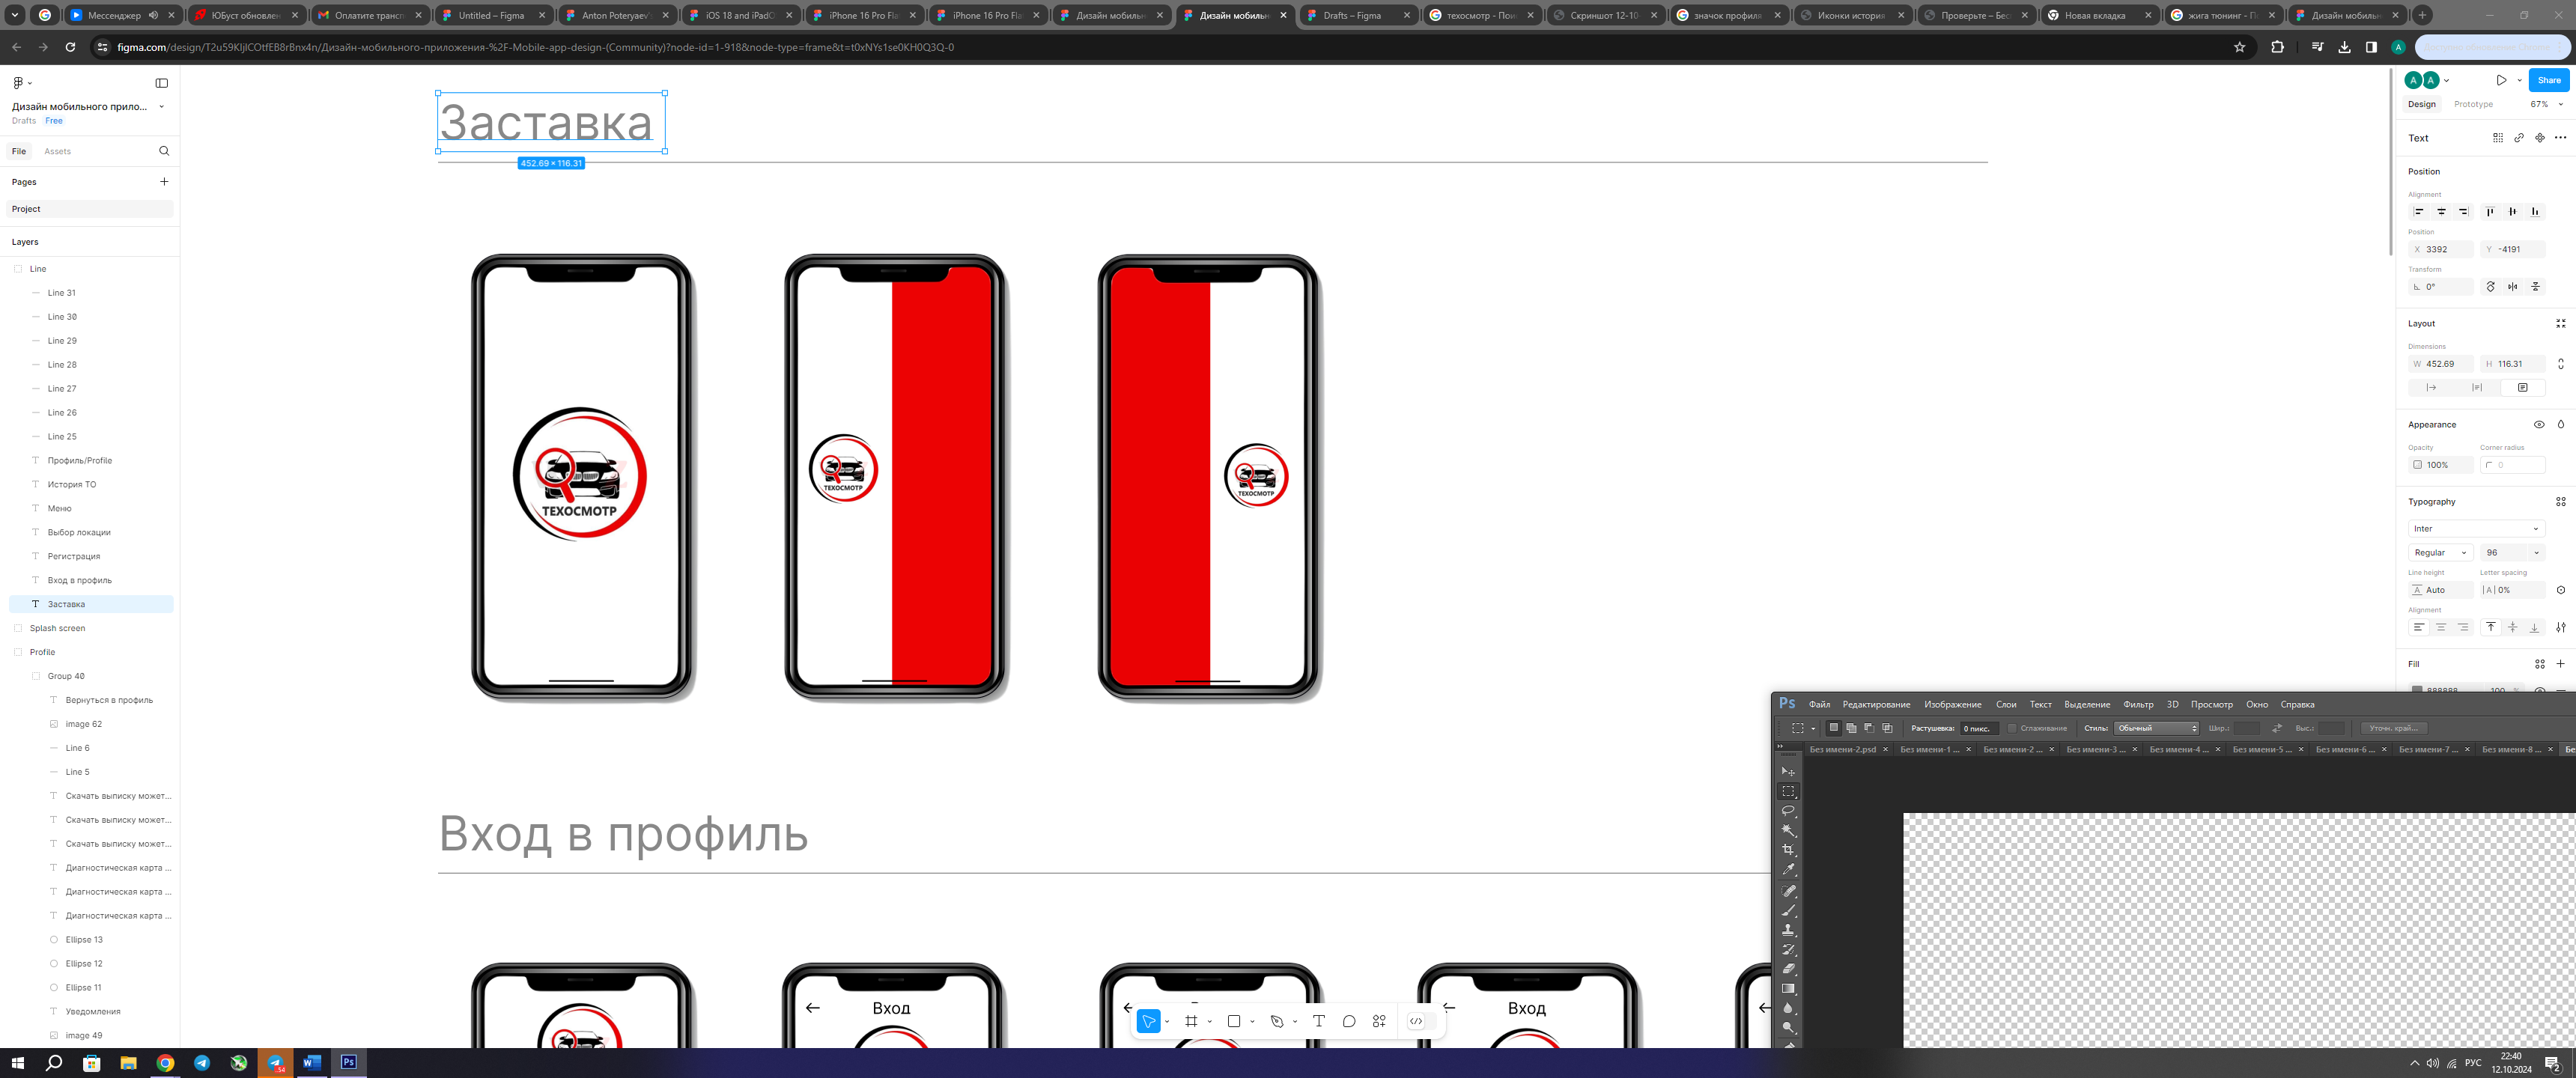 Мессенджер
ЮБуст обновлен
Оплатите трансп
Untitled – Figma
Anton Poteryaev'
iOS 18 and iPadO
iPhone 16 Pro Fla
iPhone 16 Pro Fla
Дизайн мобильн
Дизайн мобильн
Drafts – Figma
техосмотр - Пои
Скриншот 12-10
значок профиля
Иконки история
Проверьте – Бес
Новая вкладка
жига тюнинг - П
Дизайн мобильн
figma.com/design/T2u59KIjlCOtfEB8rBnx4n/Дизайн-мобильного-приложения-%2F-Mobile-app-design-(Community)?node-id=1-918&node-type=frame&t=t0xNYs1se0KH0Q3Q-0
A
Дизайн мобильного прило...
Drafts Free
File Assets
Pages
Project
Layers
Line
Line 31
Line 30
Line 29
Line 28
Line 27
Line 26
Line 25
Профиль/Profile
История ТО
Меню
Выбор локации
Регистрация
Вход в профиль
Заставка
Splash screen
Profile
Group 40
Вернуться в профиль
image 62
Line 6
Line 5
Скачать выписку может...
Скачать выписку может...
Скачать выписку может...
Диагностическая карта ...
Диагностическая карта ...
Диагностическая карта ...
Ellipse 13
Ellipse 12
Ellipse 11
Уведомления
image 49
Заставка
452.69 × 116.31
ТЕХОСМОТР
ТЕХОСМОТР
ТЕХОСМОТР
Вход в профиль
Вход
Вход
A A
Share
Design Prototype 67%
Text
Position
Alignment
Position
X 3392 Y -4191
Transform
0°
Layout
Dimensions
W 452.69 H 116.31
Appearance
Opacity Corner radius
100% 0
Typography
Inter
Regular 96
Line height Letter spacing
Auto 0%
Alignment
Fill
888888 100 %
Ps Файл Редактирование Изображение Слои Текст Выделение Фильтр 3D Просмотр Окно Справка
Растушевка: 0 пикс. Сглаживание Стиль: Обычный Шир.: Выс.: Уточн. край...
Без имени-2.psd Без имени-1 ... Без имени-2 ... Без имени-3 ... Без имени-4 ... Без имени-5 ... Без имени-6 ... Без имени-7 ... Без имени-8 ... Бе
34
W
Ps
РУС
22:40
12.10.2024
2